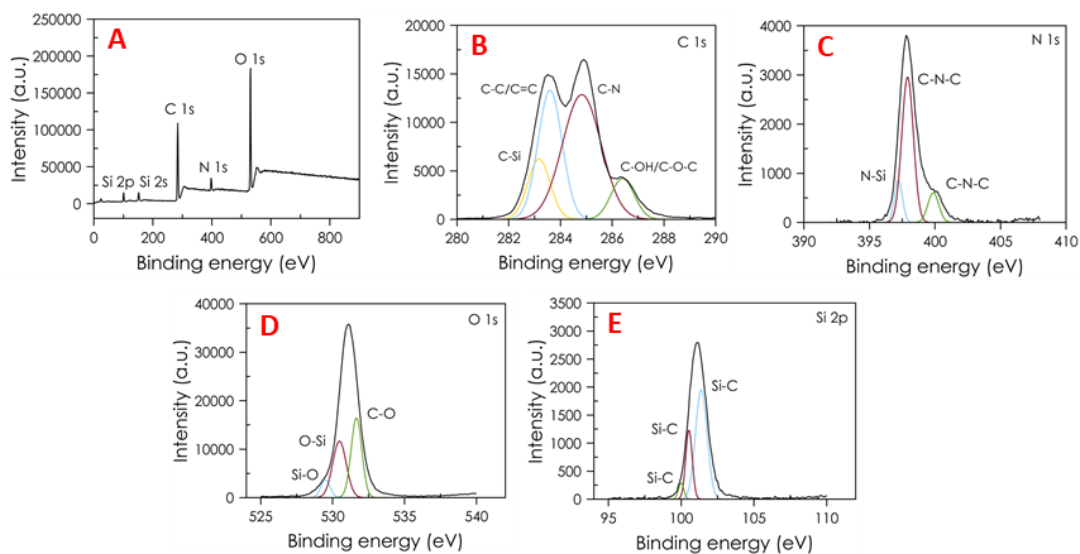 A
250000
200000
150000
100000
50000
0
Intensity (a.u.)
O 1s
C 1s
N 1s
Si 2p
Si 2s
0 200 400 600 800
Binding energy (eV)
B
C 1s
20000
15000
10000
5000
0
Intensity (a.u.)
C-C/C=C
C-N
C-Si
C-OH/C-O-C
280 282 284 286 288 290
Binding energy (eV)
C
N 1s
4000
3000
2000
1000
0
Intensity (a.u.)
C-N-C
N-Si
C-N-C
390 395 400 405 410
Binding energy (eV)
D
O 1s
40000
30000
20000
10000
0
Intensity (a.u.)
C-O
O-Si
Si-O
525 530 535 540
Binding energy (eV)
E
Si 2p
3500
3000
2500
2000
1500
1000
500
0
Intensity (a.u.)
Si-C
Si-C
Si-C
95 100 105 110
Binding energy (eV)